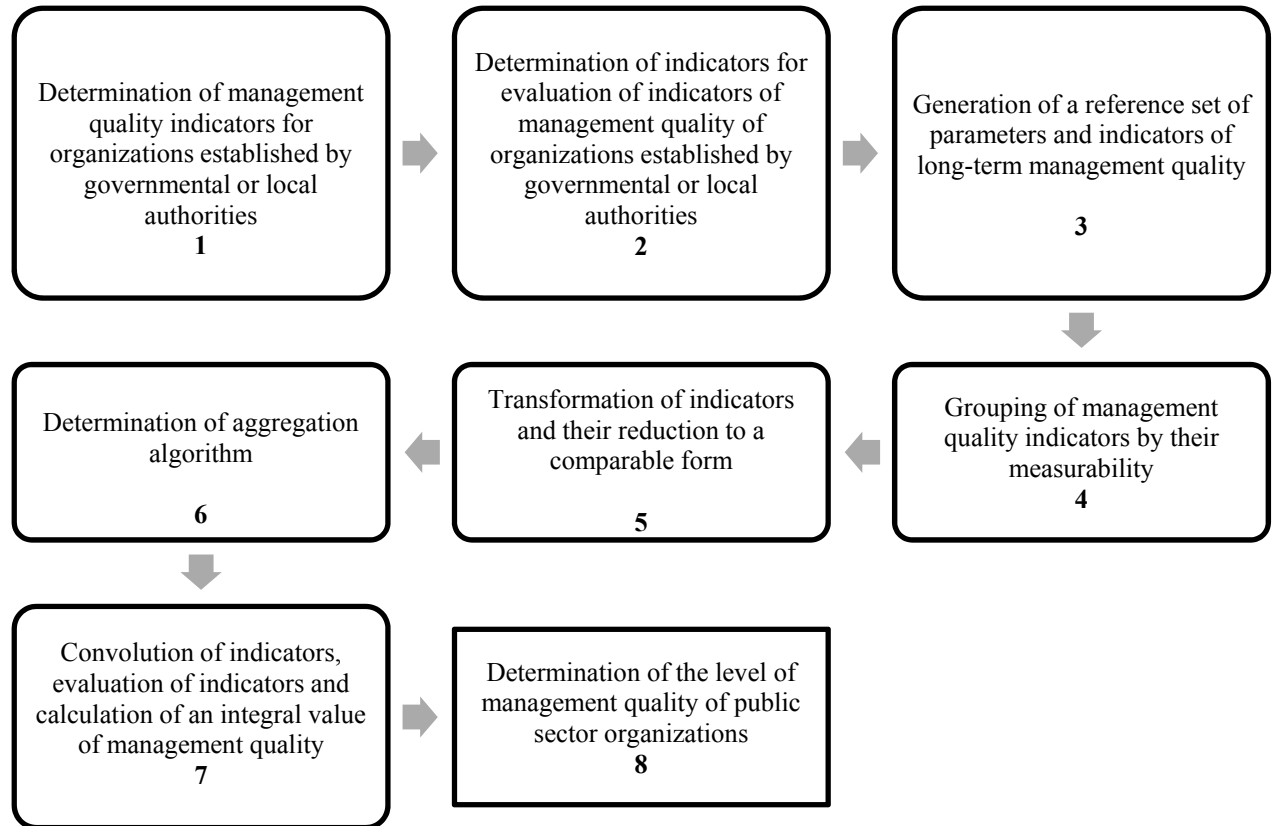 Determination of management
quality indicators for
organizations established by
governmental or local
authorities
1
Determination of indicators for
evaluation of indicators of
management quality of
organizations established by
governmental or local
authorities
2
Generation of a reference set of
parameters and indicators of
long-term management quality
3
Grouping of management
quality indicators by their
measurability
4
Transformation of indicators
and their reduction to a
comparable form
5
Determination of aggregation
algorithm
6
Convolution of indicators,
evaluation of indicators and
calculation of an integral value
of management quality
7
Determination of the level of
management quality of public
sector organizations
8